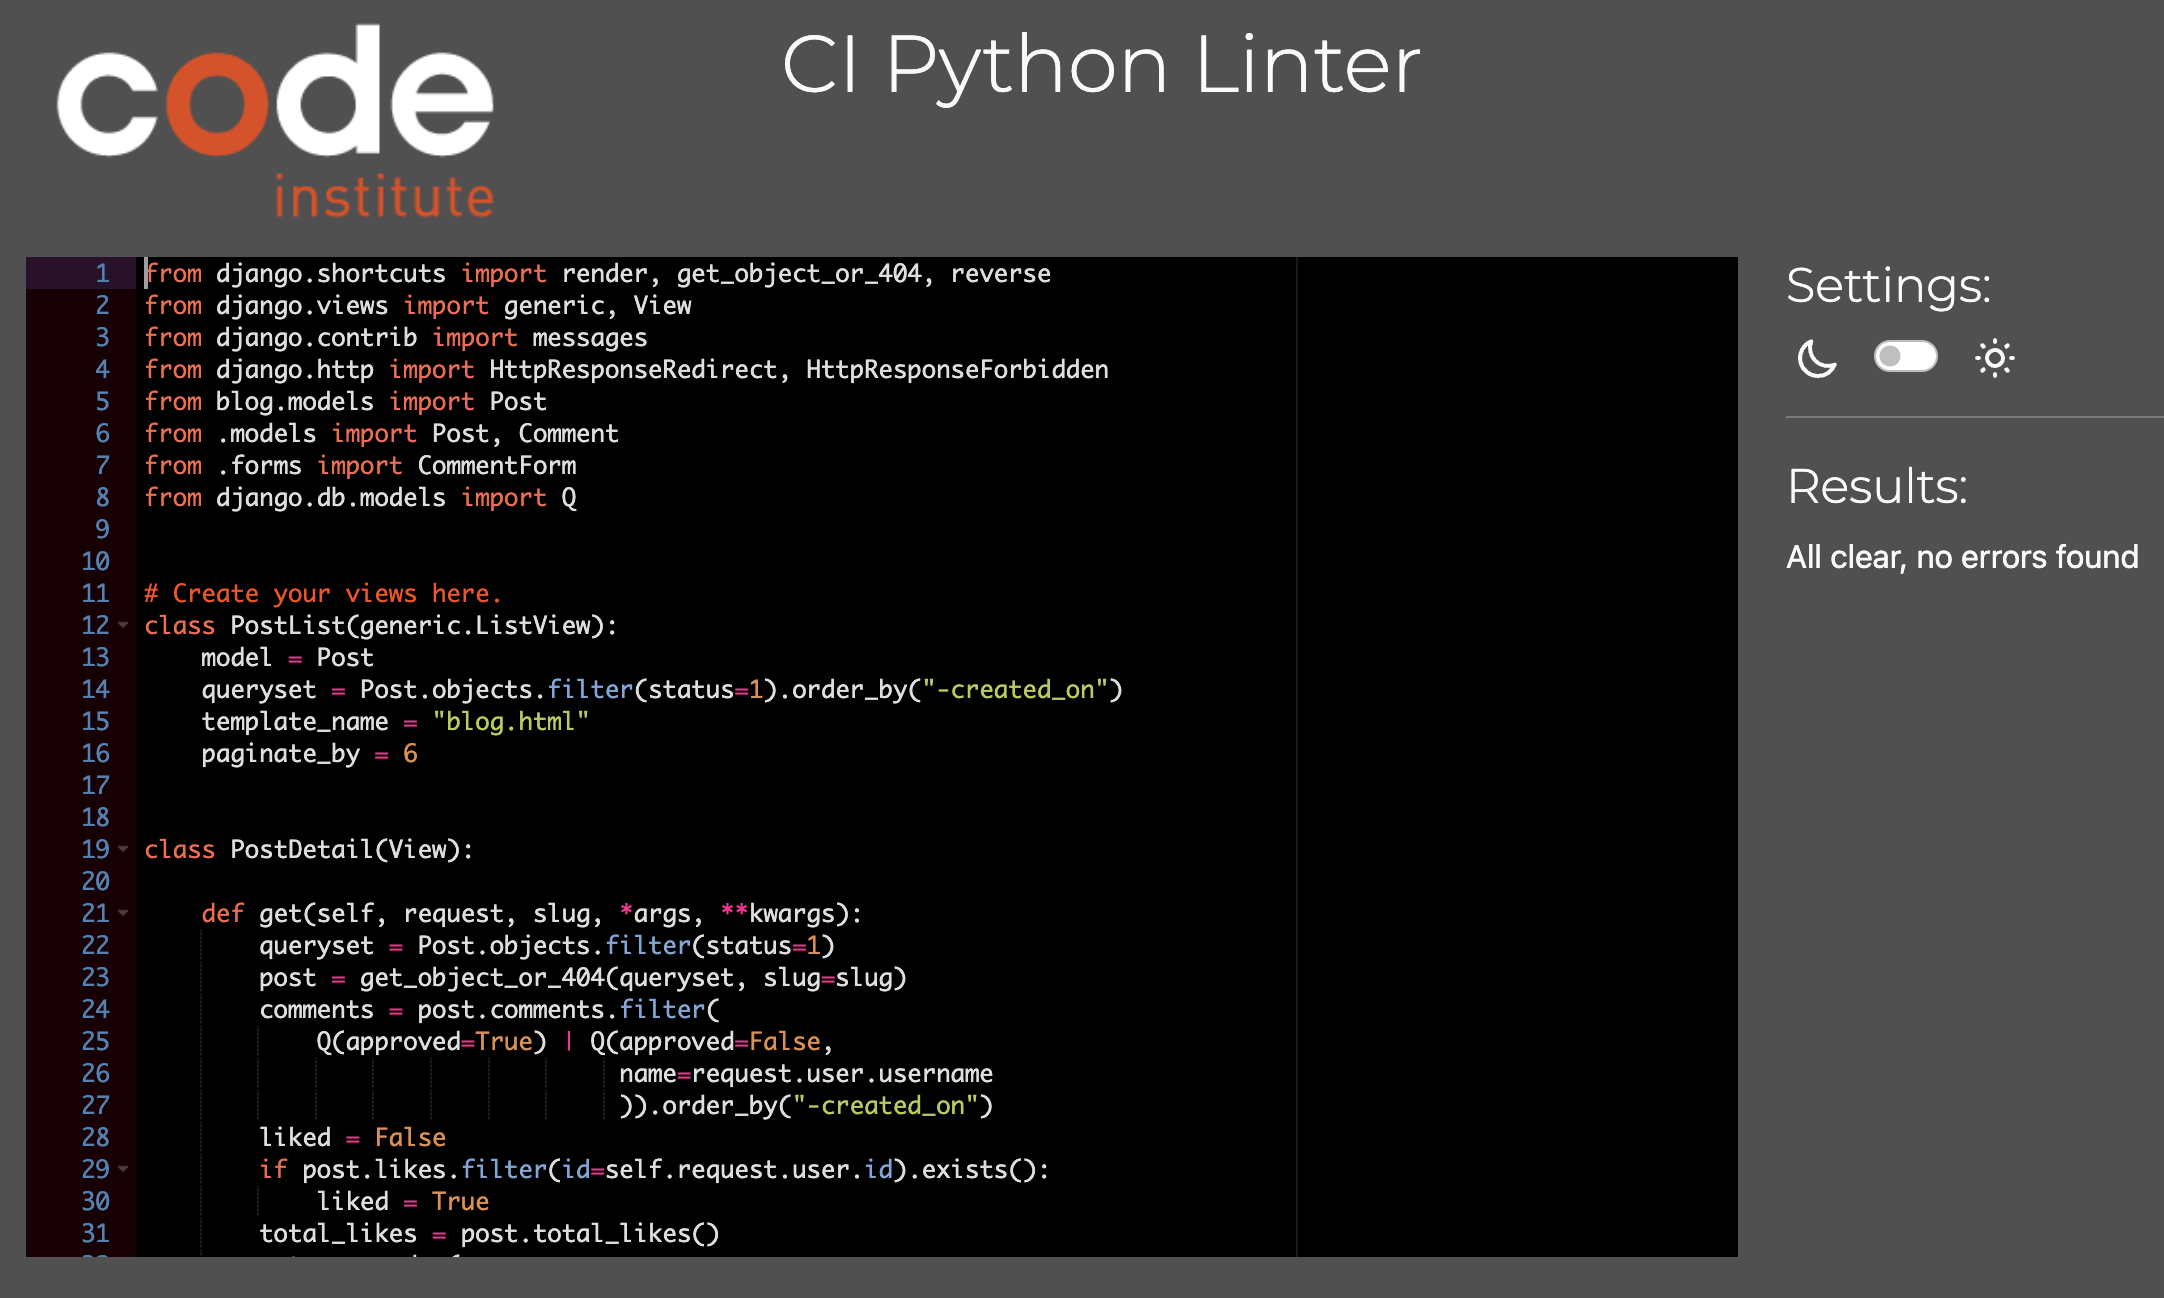 code
institute
CI Python Linter
1 from django.shortcuts import render, get_object_or_404, reverse
2 from django.views import generic, View
3 from django.contrib import messages
4 from django.http import HttpResponseRedirect, HttpResponseForbidden
5 from blog.models import Post
6 from .models import Post, Comment
7 from .forms import CommentForm
8 from django.db.models import Q
9
10
11 # Create your views here.
12 class PostList(generic.ListView):
13     model = Post
14     queryset = Post.objects.filter(status=1).order_by("-created_on")
15     template_name = "blog.html"
16     paginate_by = 6
17
18
19 class PostDetail(View):
20
21     def get(self, request, slug, *args, **kwargs):
22         queryset = Post.objects.filter(status=1)
23         post = get_object_or_404(queryset, slug=slug)
24         comments = post.comments.filter(
25             Q(approved=True) | Q(approved=False,
26                                  name=request.user.username
27                                  )).order_by("-created_on")
28         liked = False
29         if post.likes.filter(id=self.request.user.id).exists():
30             liked = True
31         total_likes = post.total_likes()
Settings:
Results:
All clear, no errors found